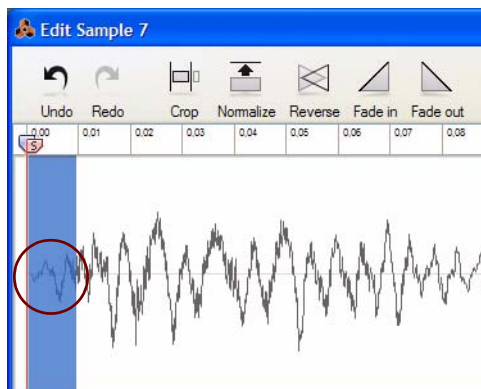 Edit Sample 7
Undo Redo Crop Normalize Reverse Fade in Fade out
0,00 0,01 0,02 0,03 0,04 0,05 0,06 0,07 0,08
S